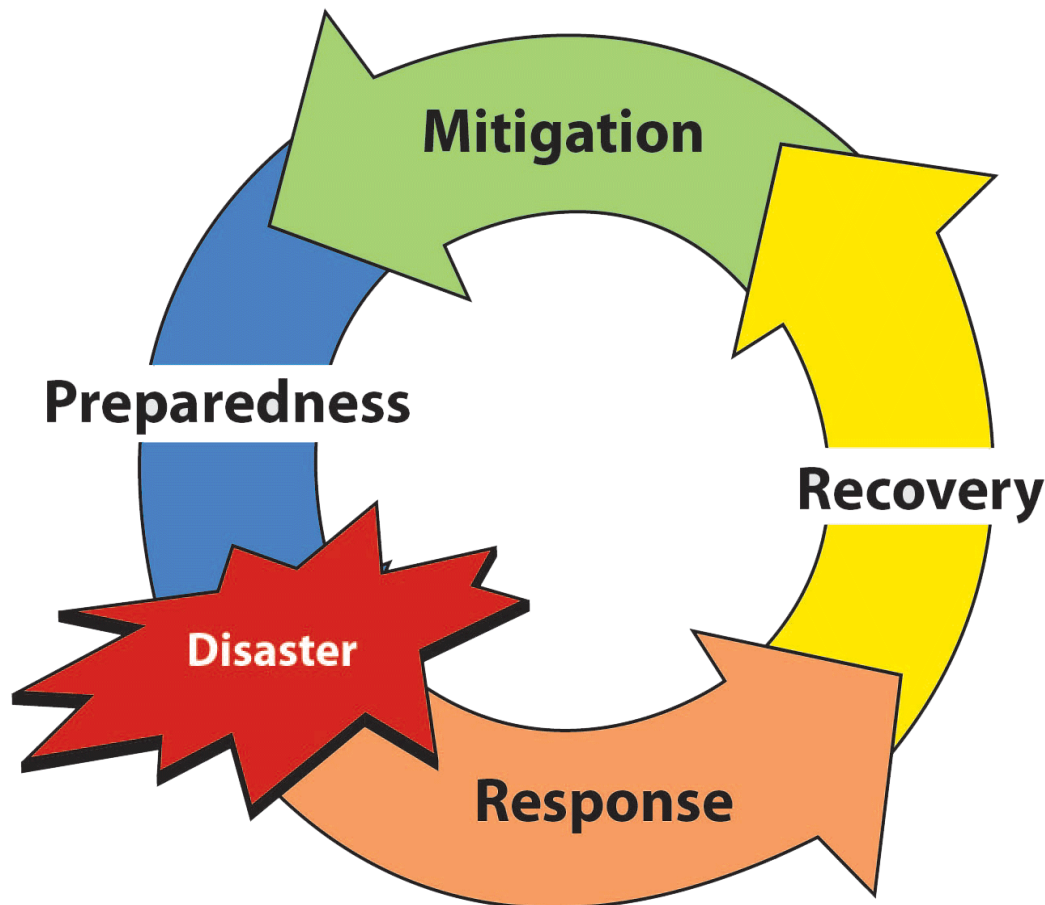 Mitigation
Preparedness
Recovery
Disaster
Response